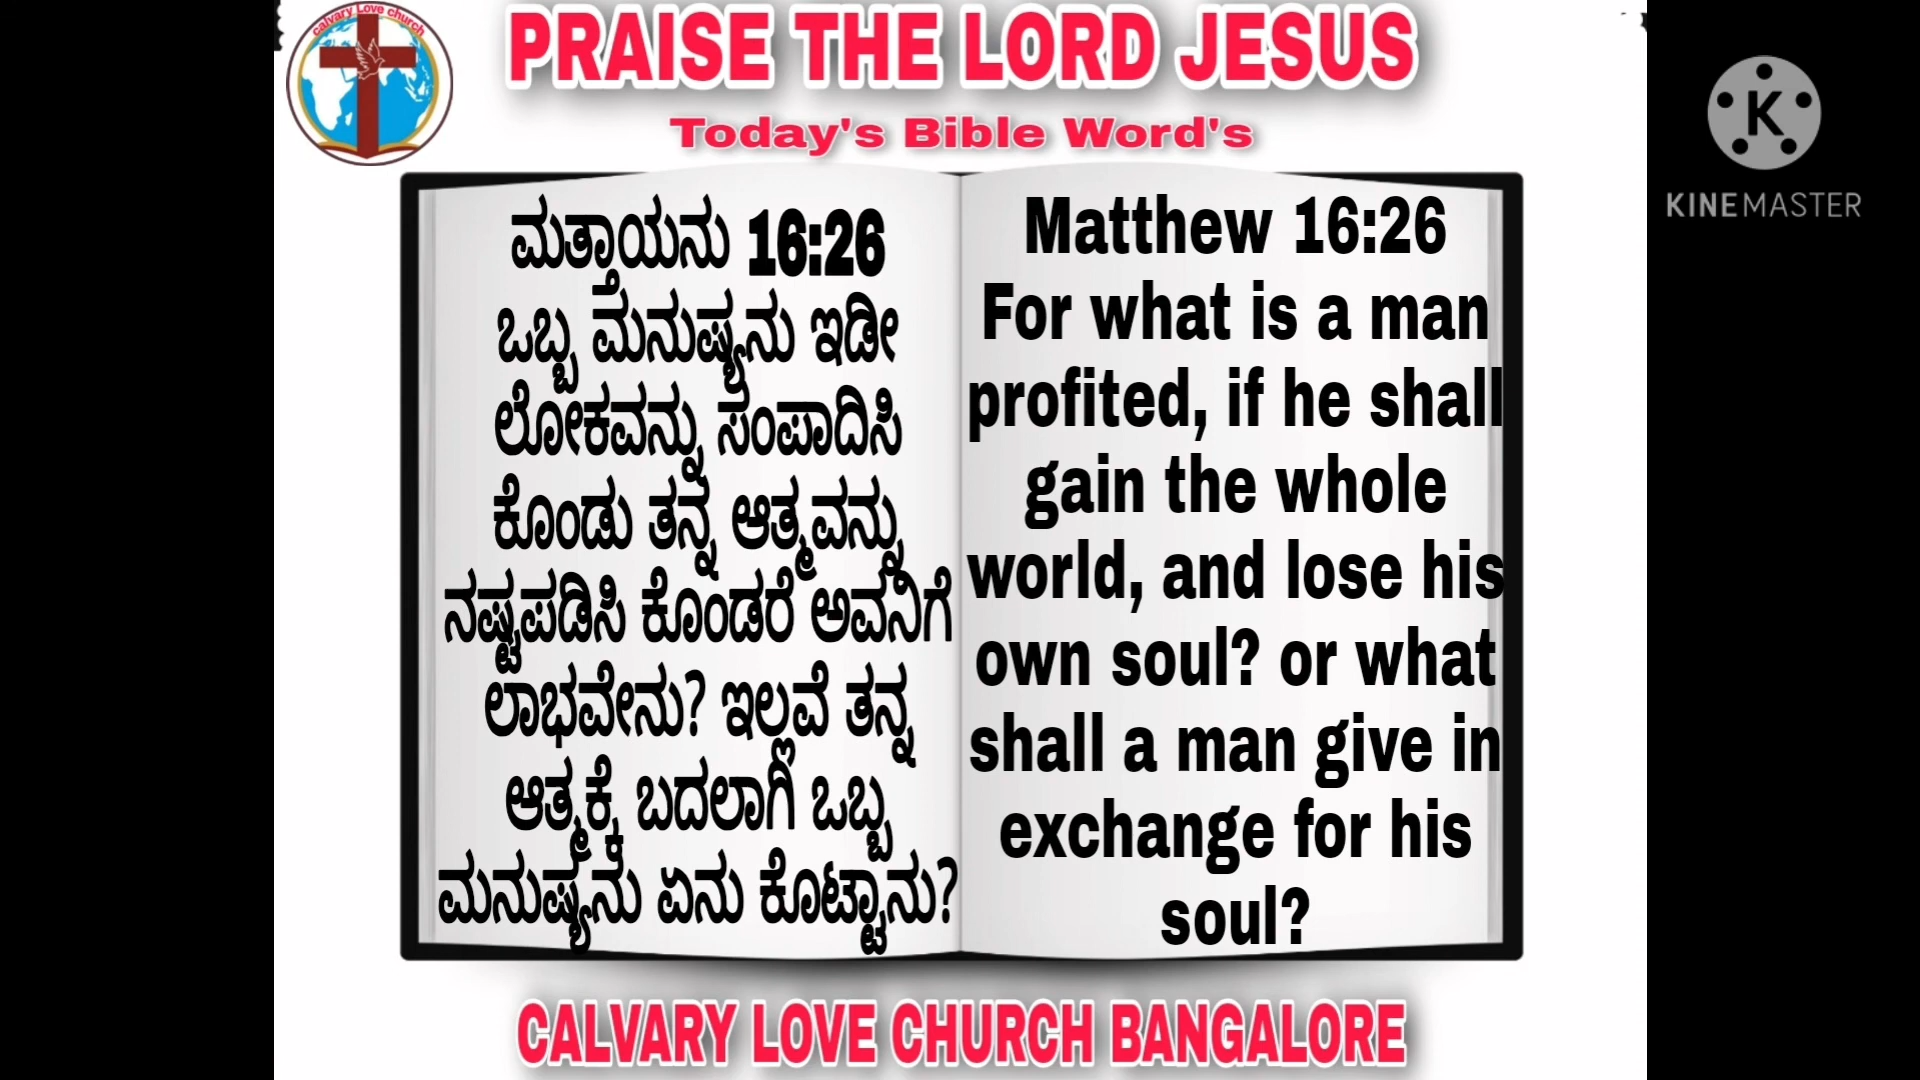 calvary Love church
PRAISE THE LORD JESUS
Today's Bible Word's
ಮತ್ತಾಯನು 16:26
ಒಬ್ಬ ಮನುಷ್ಯನು ಇಡೀ
ಲೋಕವನ್ನು ಸಂಪಾದಿಸಿ
ಕೊಂಡು ತನ್ನ ಆತ್ಮವನ್ನು
ನಷ್ಟಪಡಿಸಿ ಕೊಂಡರೆ ಅವನಿಗೆ
ಲಾಭವೇನು? ಇಲ್ಲವೆ ತನ್ನ
ಆತ್ಮಕ್ಕೆ ಬದಲಾಗಿ ಒಬ್ಬ
ಮನುಷ್ಯನು ಏನು ಕೊಟ್ಟಾನು?
Matthew 16:26
For what is a man
profited, if he shall
gain the whole
world, and lose his
own soul? or what
shall a man give in
exchange for his
soul?
CALVARY LOVE CHURCH BANGALORE
K
KINEMASTER